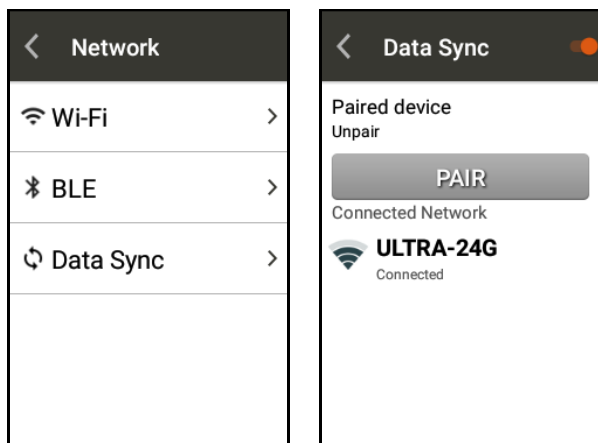 Network
Wi-Fi
BLE
Data Sync
Data Sync
Paired device
Unpair
PAIR
Connected Network
ULTRA-24G
Connected